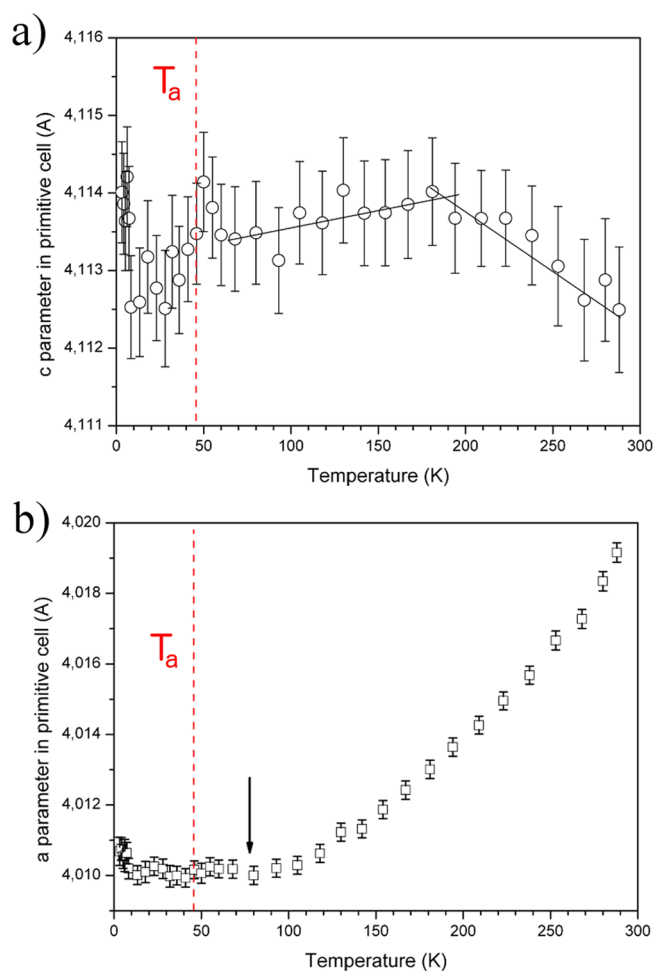 a)
4,116
4,115
4,114
4,113
4,112
4,111
c parameter in primitive cell (A)
Ta
0 50 100 150 200 250 300
Temperature (K)
b)
4,020
4,018
4,016
4,014
4,012
4,010
a parameter in primitive cell (A)
Ta
0 50 100 150 200 250 300
Temperature (K)